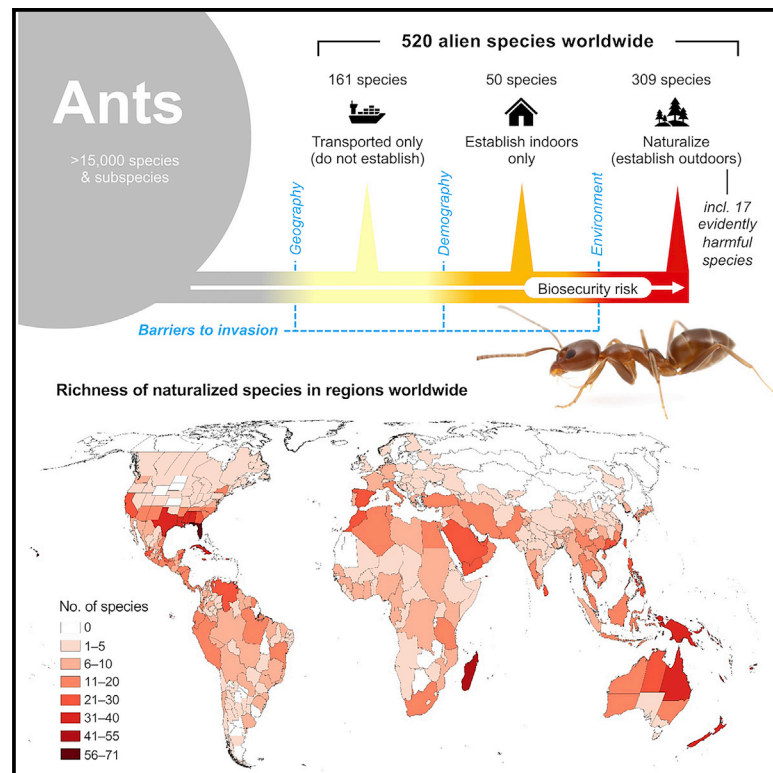 520 alien species worldwide
Ants
>15,000 species
& subspecies
161 species
Transported only
(do not establish)
50 species
Establish indoors
only
309 species
Naturalize
(establish outdoors)
incl. 17
evidently
harmful
species
Geography
Demography
Environment
Biosecurity risk
Barriers to invasion
Richness of naturalized species in regions worldwide
No. of species
0
1–5
6–10
11–20
21–30
31–40
41–55
56–71